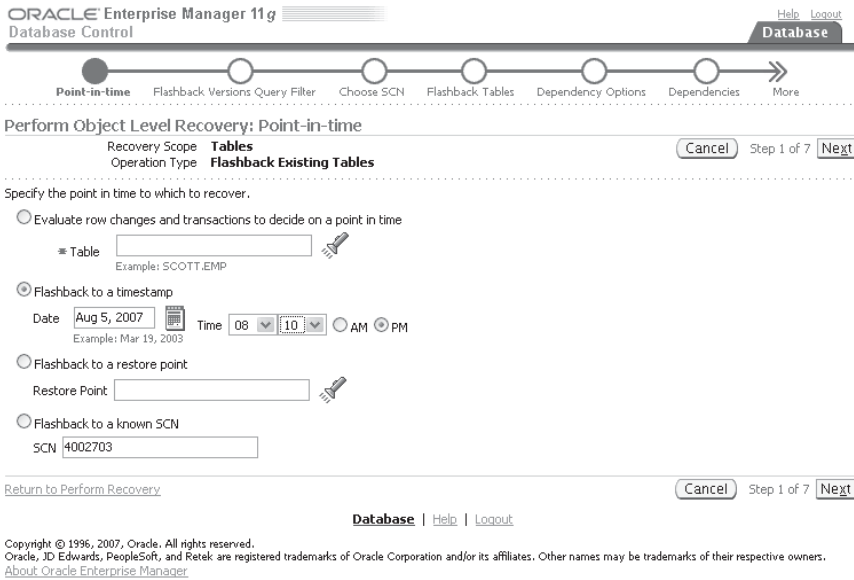 ORACLE Enterprise Manager 11g
Database Control
Help Logout
Database
Point-in-time Flashback Versions Query Filter Choose SCN Flashback Tables Dependency Options Dependencies More
Perform Object Level Recovery: Point-in-time
Recovery Scope Tables
Operation Type Flashback Existing Tables
Cancel Step 1 of 7 Next
Specify the point in time to which to recover.
Evaluate row changes and transactions to decide on a point in time
* Table
Example: SCOTT.EMP
Flashback to a timestamp
Date Aug 5, 2007 Time 08 10 AM PM
Example: Mar 19, 2003
Flashback to a restore point
Restore Point
Flashback to a known SCN
SCN 4002703
Return to Perform Recovery
Cancel Step 1 of 7 Next
Database | Help | Logout
Copyright © 1996, 2007, Oracle. All rights reserved.
Oracle, JD Edwards, PeopleSoft, and Retek are registered trademarks of Oracle Corporation and/or its affiliates. Other names may be trademarks of their respective owners.
About Oracle Enterprise Manager